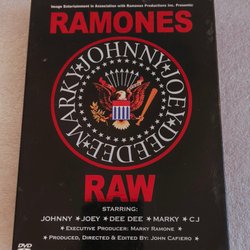 Image Entertainment in Association with Ramones Productions Inc. Presents:
RAMONES
JOHNNY JOEY DEE DEE MARKY
RAW
STARRING:
JOHNNY ★ JOEY ★ DEE DEE ★ MARKY ★ CJ
★ EXECUTIVE PRODUCER: MARKY RAMONE
★ PRODUCED, DIRECTED & EDITED BY: JOHN CAFIERO
DVD